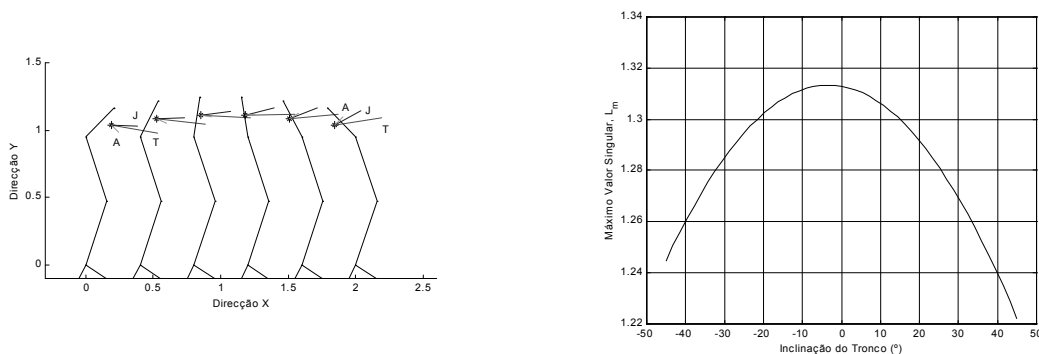 1.5
1
0.5
0
Direcção Y
J
A
T
A
J
T
0
0.5
1
1.5
2
2.5
Direcção X
1.34
1.32
1.3
1.28
1.26
1.24
1.22
Máximo Valor Singular, Lm
-50 -40 -30 -20 -10 0 10 20 30 40 50
Inclinação do Tronco (º)